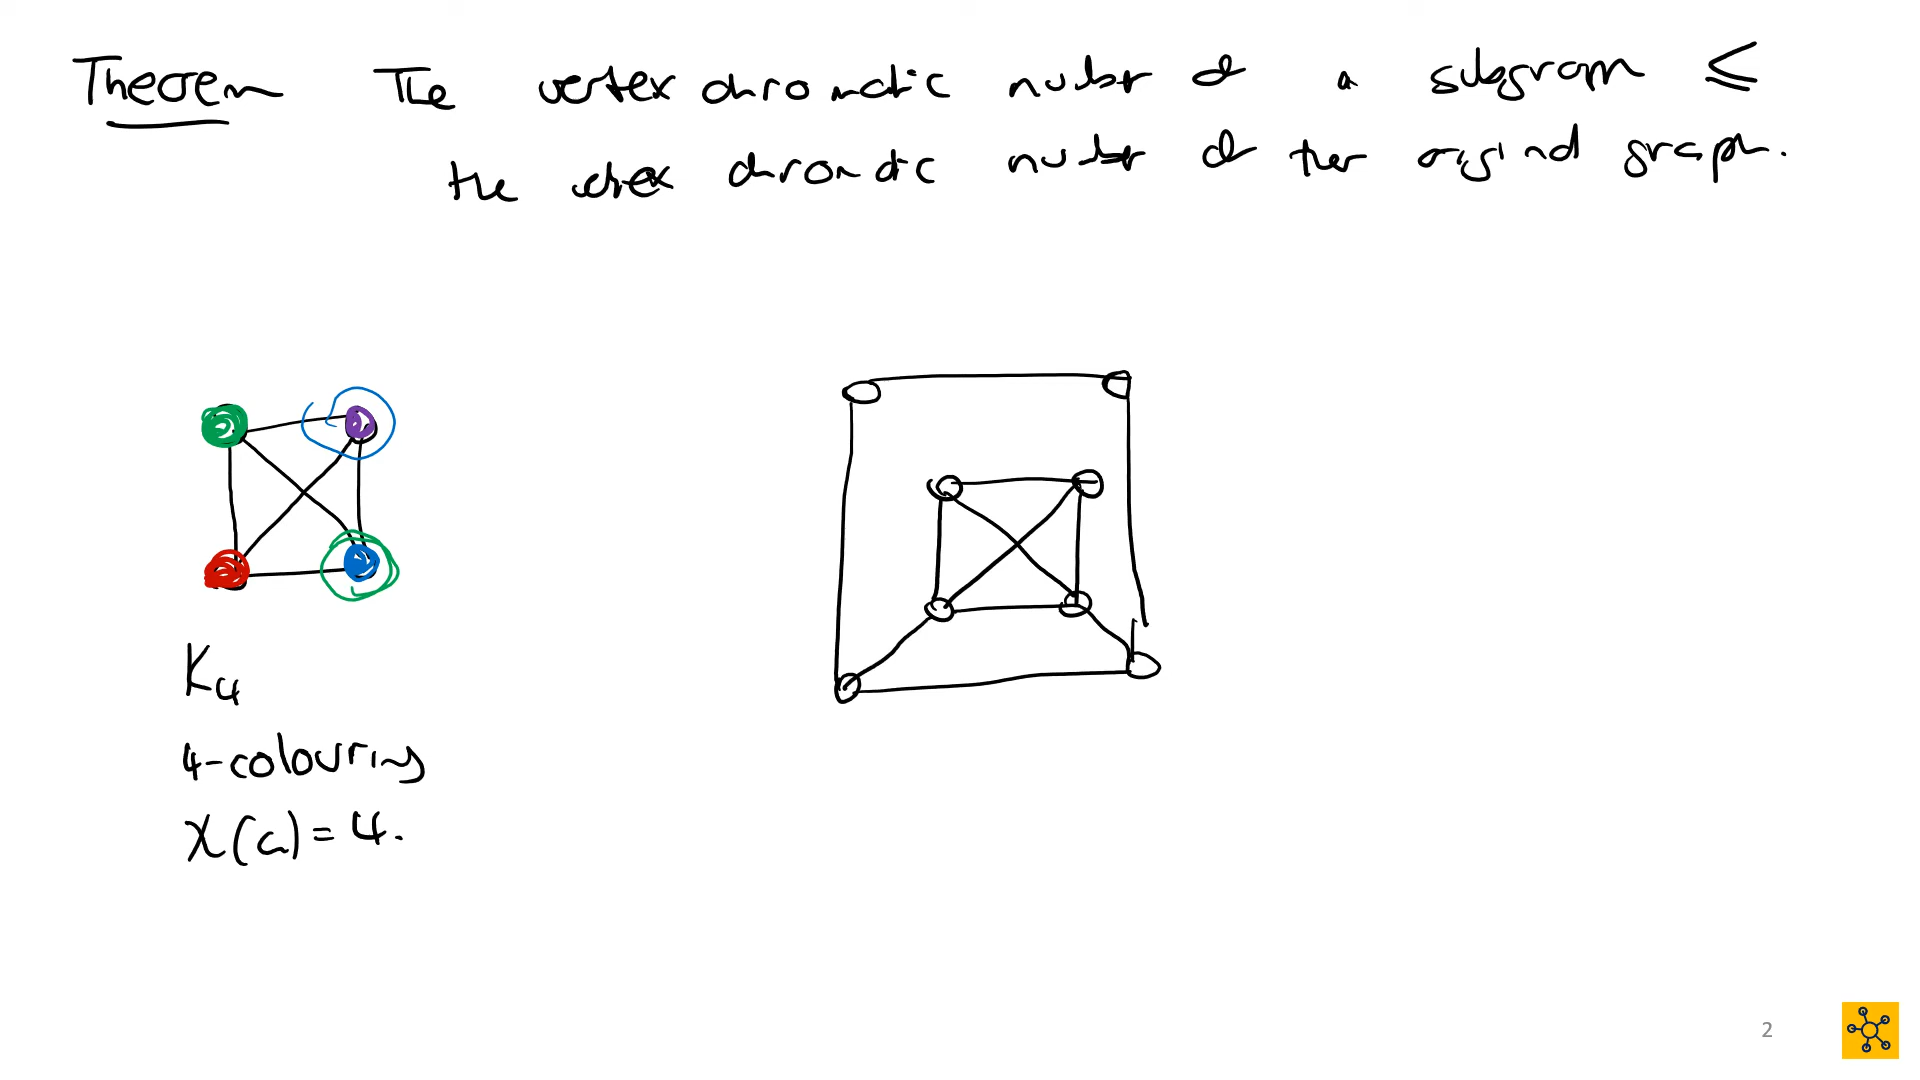 Theorem The vertex chromatic number of a subgraph ≤
the vertex chromatic number of ther original graph.
K4
4-colouring
χ(G)=4.
2